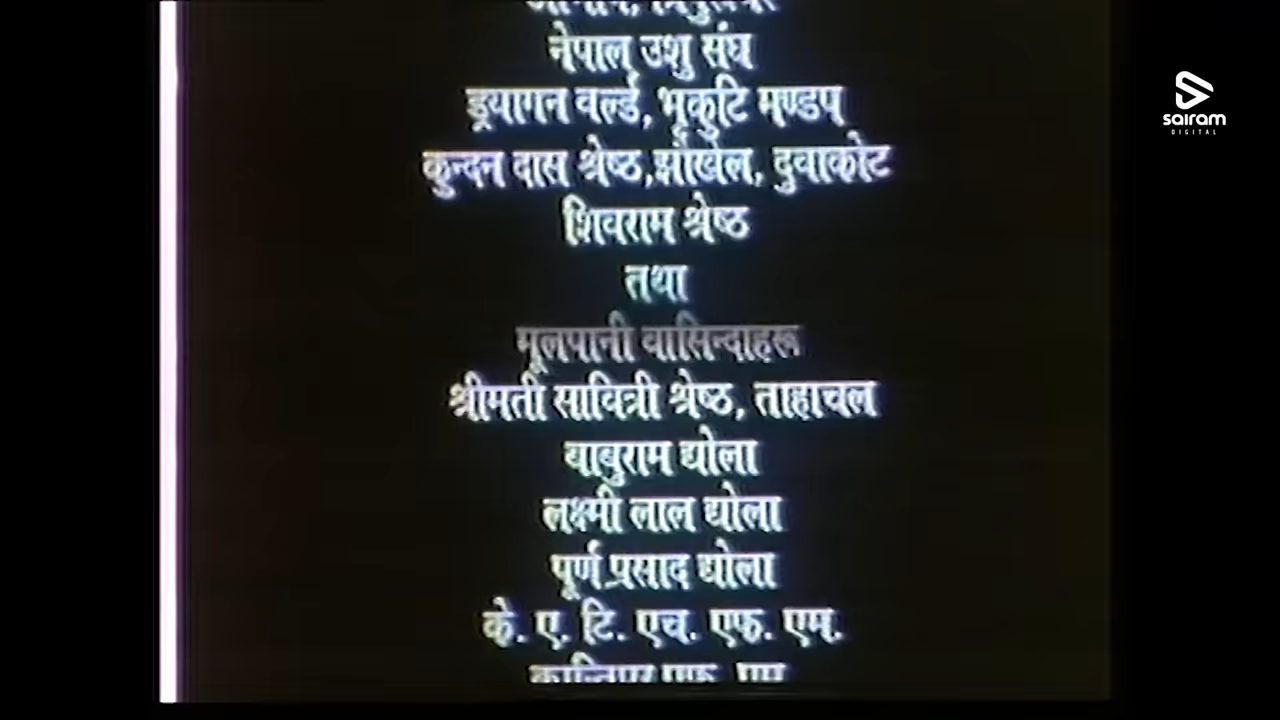 नेपाल उशु संघ
ड्रयागन वर्ल्ड, भृकुटि मण्डप
कुन्दन दास श्रेष्ठ,झौखेल, दुवाकोट
शिवराम श्रेष्ठ
तथा
मूलपानी वासिन्दाहरू
श्रीमती सावित्री श्रेष्ठ, ताहाचल
बाबुराम द्योला
लक्ष्मी लाल द्योला
पूर्ण प्रसाद द्योला
के. ए. टि. एच. एफ. एम.
sairam
DIGITAL